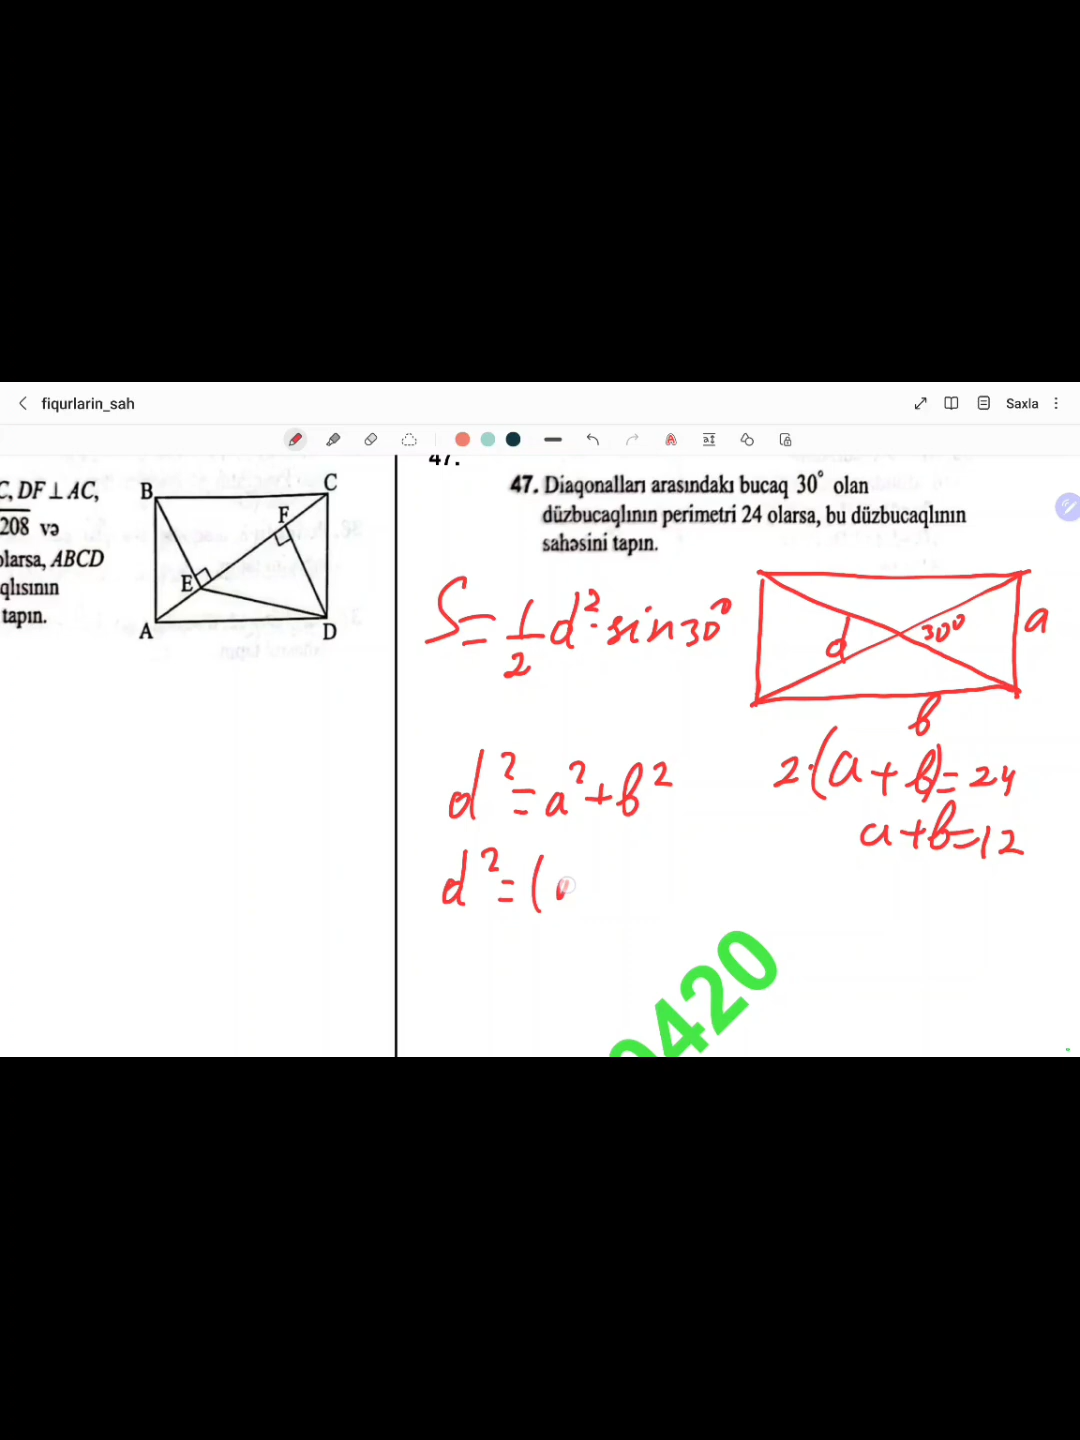 fiqurlarin_sah
Saxla
47.
C, DF ⊥ AC,
208 və
olarsa, ABCD
qlısının
tapın.
B
C
F
E
A
D
47. Diaqonalları arasındakı bucaq 30° olan
düzbucaqlının perimetri 24 olarsa, bu düzbucaqlının
sahəsini tapın.
S = 1/2 d² · sin30°
30°
a
d
b
d² = a² + b²
2·(a + b) = 24
a + b = 12
d² = (
0420